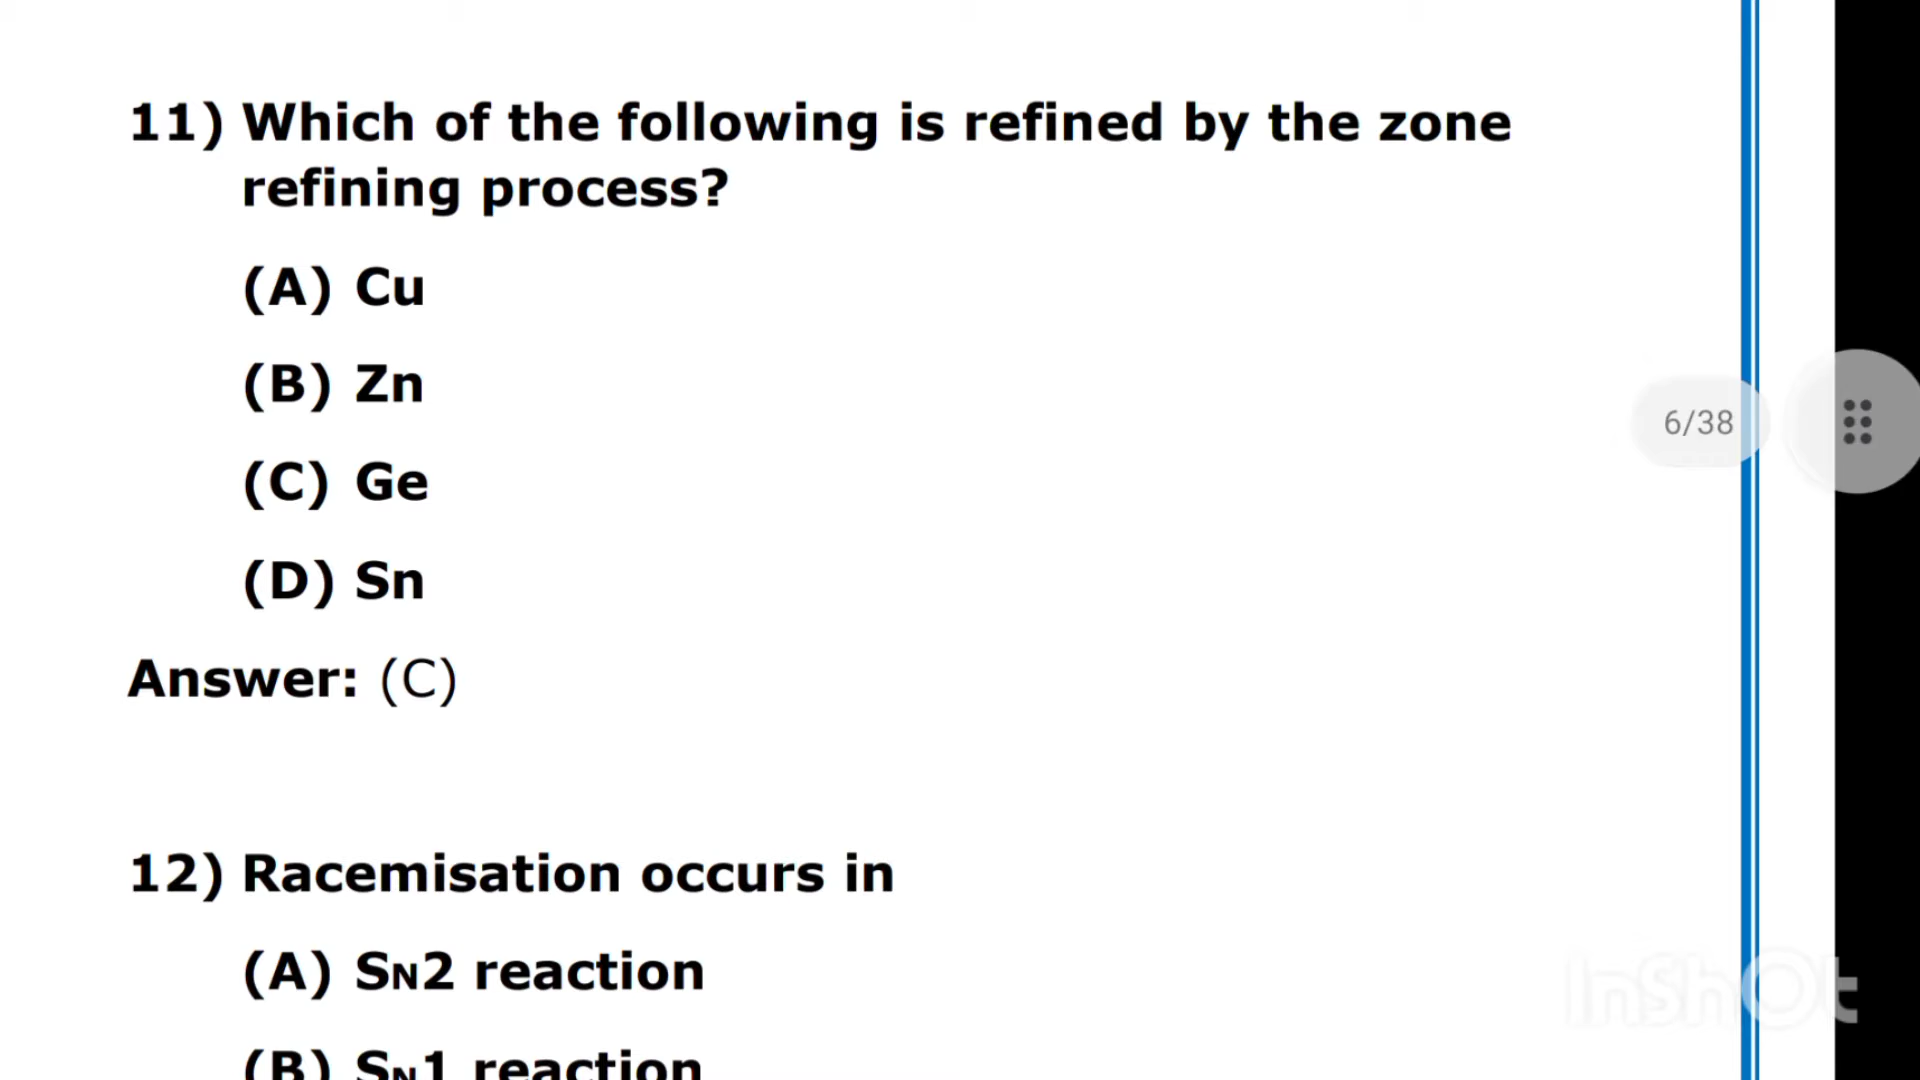 11) Which of the following is refined by the zone
refining process?
(A) Cu
(B) Zn
(C) Ge
6/38
(D) Sn
Answer: (C)
12) Racemisation occurs in
(A) SN2 reaction
InShOt
(B) SN1 reaction